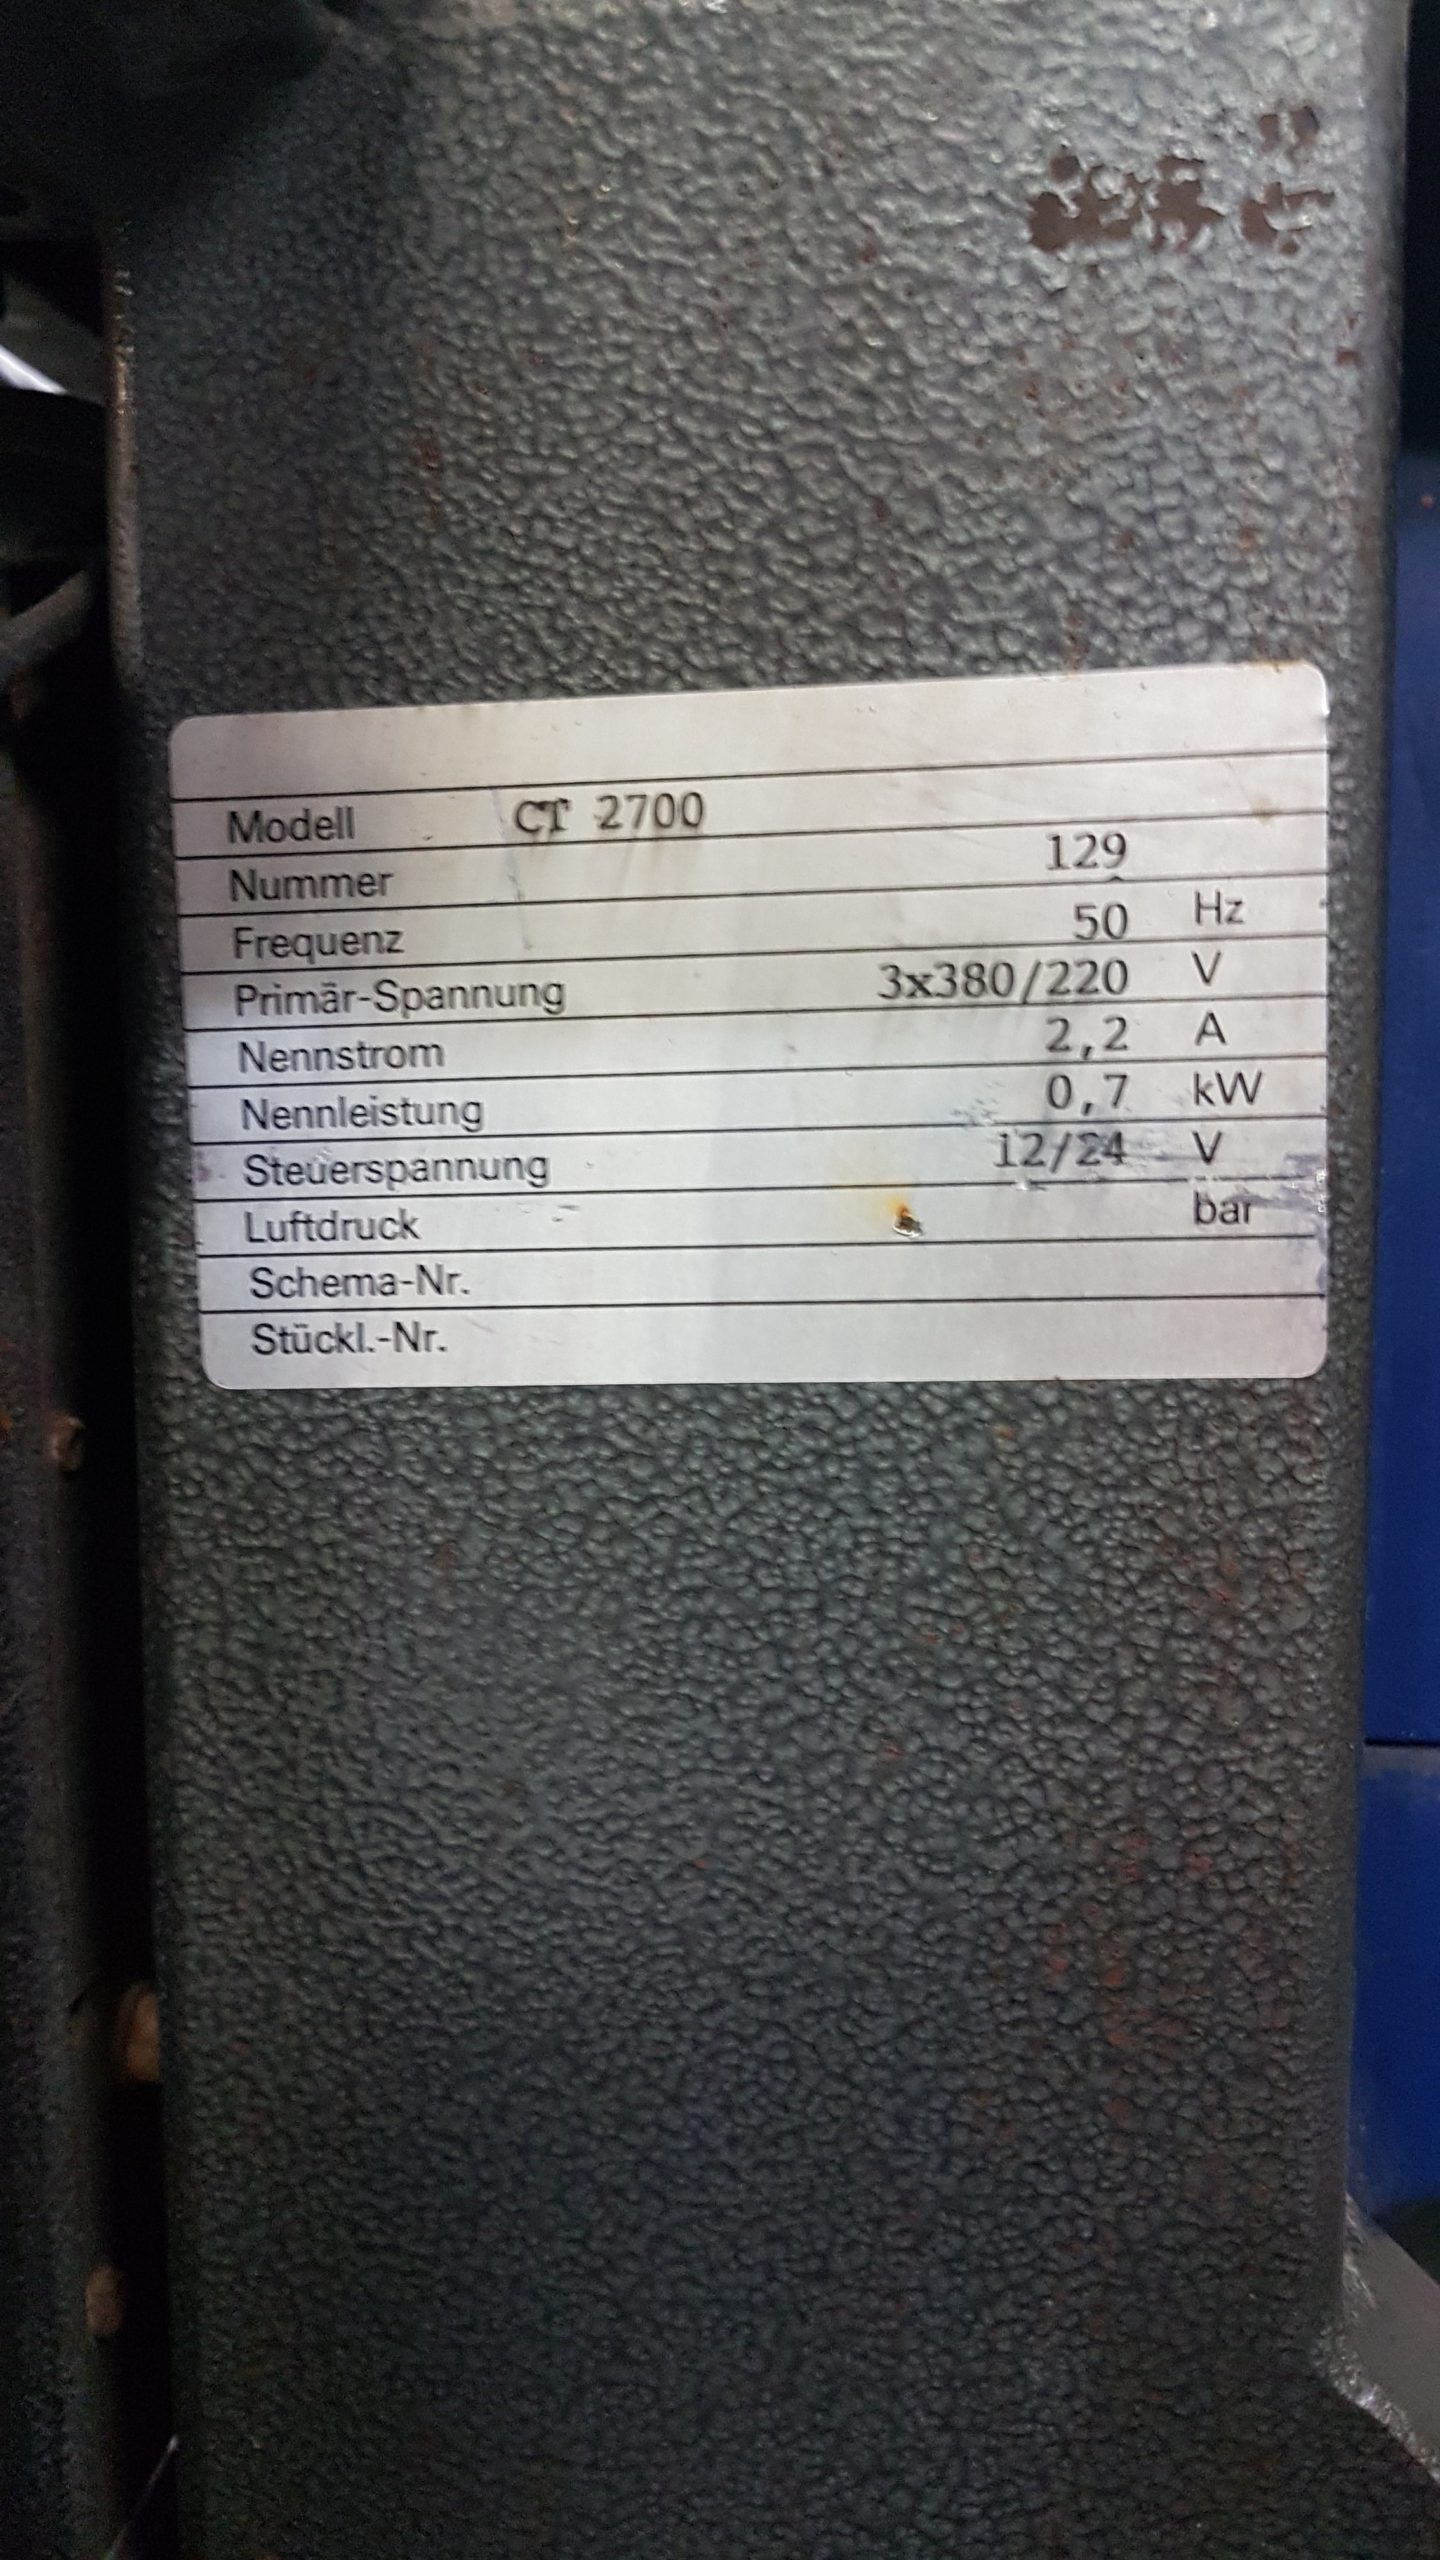 Modell CT 2700
Nummer 129
Frequenz 50 Hz
Primär-Spannung 3x380/220 V
Nennstrom 2,2 A
Nennleistung 0,7 kW
Steuerspannung 12/24 V
Luftdruck bar
Schema-Nr.
Stückl.-Nr.